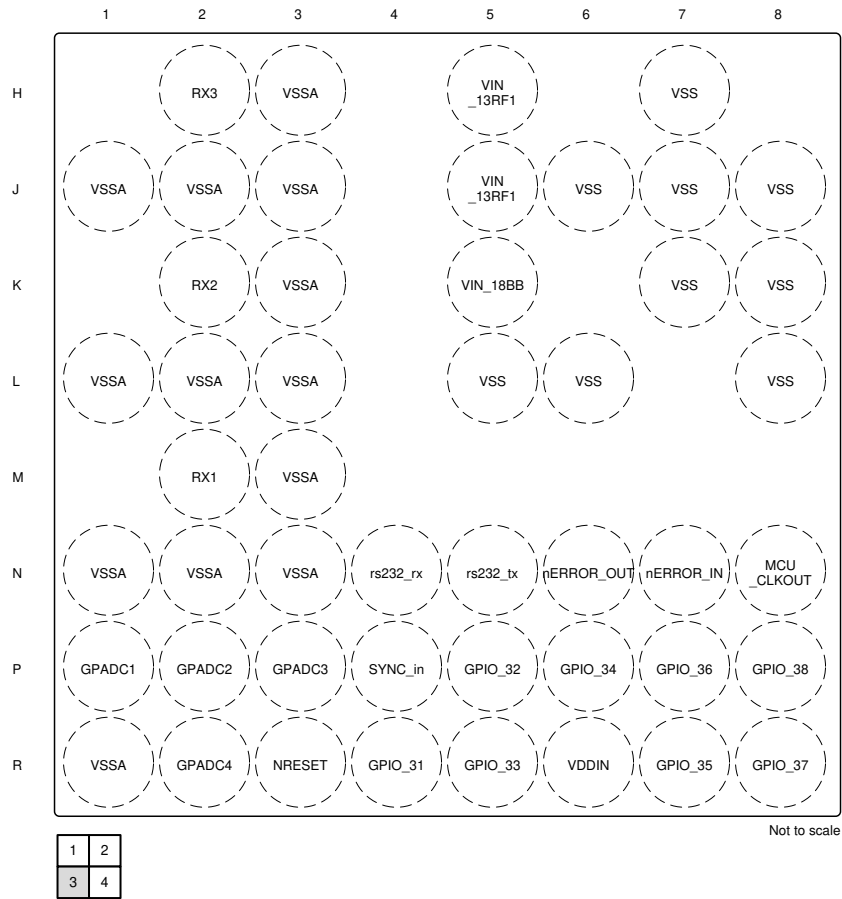 1 2 3 4 5 6 7 8
H RX3 VSSA VIN _13RF1 VSS
J VSSA VSSA VSSA VIN _13RF1 VSS VSS VSS
K RX2 VSSA VIN_18BB VSS VSS
L VSSA VSSA VSSA VSS VSS VSS
M RX1 VSSA
N VSSA VSSA VSSA rs232_rx rs232_tx nERROR_OUT nERROR_IN MCU _CLKOUT
P GPADC1 GPADC2 GPADC3 SYNC_in GPIO_32 GPIO_34 GPIO_36 GPIO_38
R VSSA GPADC4 NRESET GPIO_31 GPIO_33 VDDIN GPIO_35 GPIO_37
Not to scale
1 2
3 4